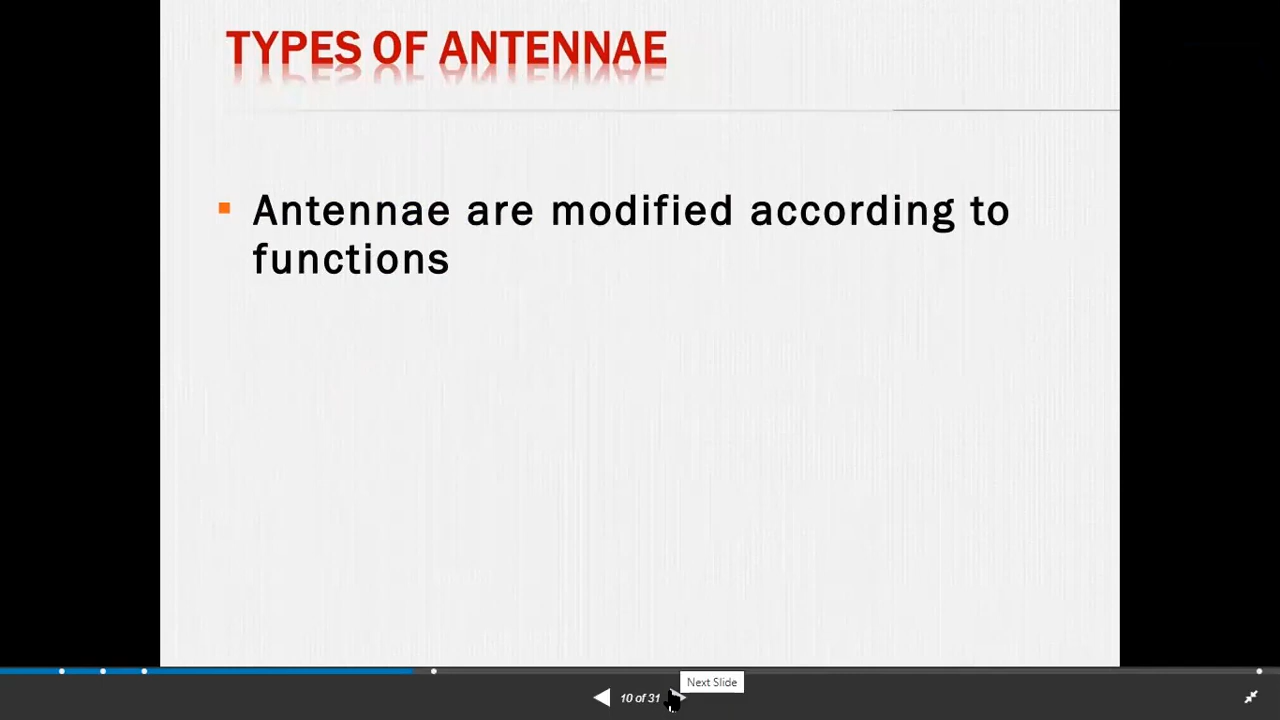 TYPES OF ANTENNAE
▪ Antennae are modified according to
functions
Next Slide
10 of 31